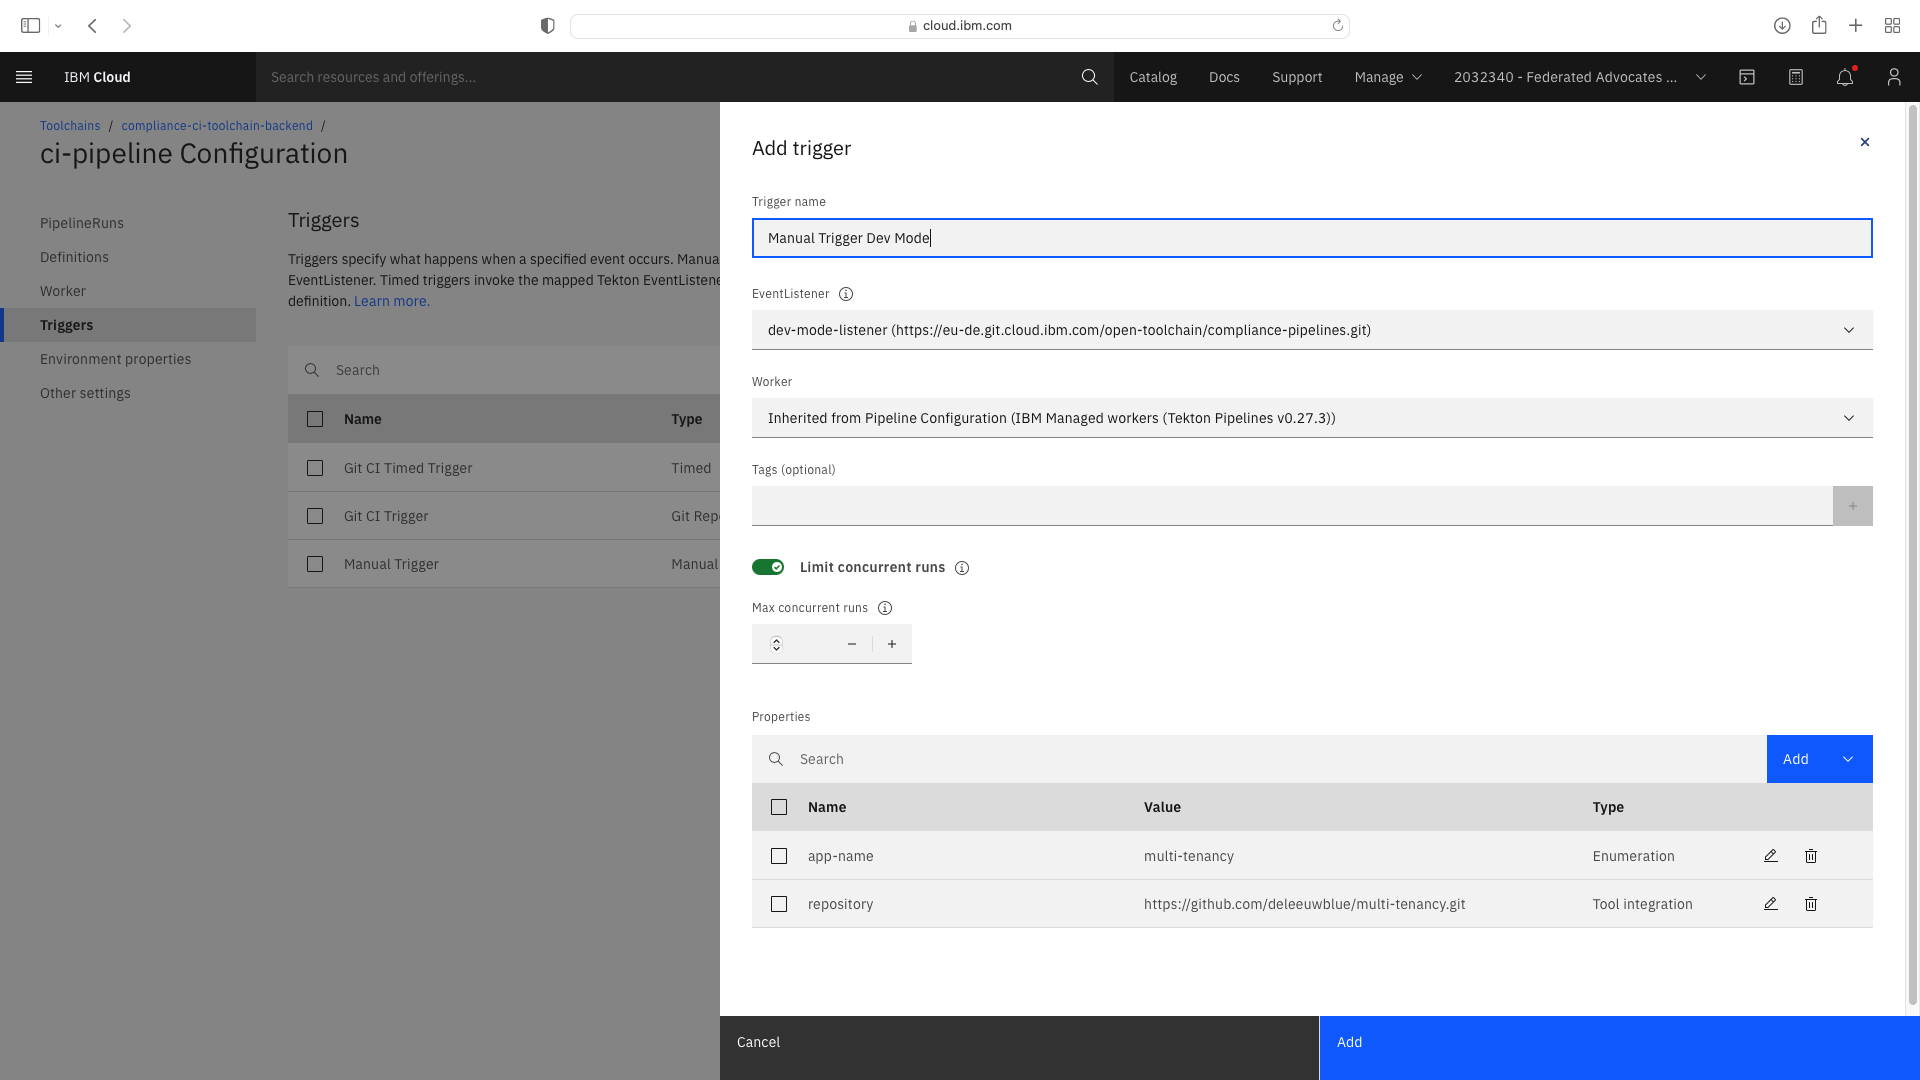 cloud.ibm.com
IBM Cloud
Search resources and offerings...
Catalog
Docs
Support
Manage
2032340 - Federated Advocates ...
Toolchains / compliance-ci-toolchain-backend /
ci-pipeline Configuration
PipelineRuns
Definitions
Worker
Triggers
Environment properties
Other settings
Triggers
Triggers specify what happens when a specified event occurs. Manua
EventListener. Timed triggers invoke the mapped Tekton EventListene
definition. Learn more.
Search
Name Type
Git CI Timed Trigger Timed
Git CI Trigger Git Rep
Manual Trigger Manual
Add trigger
Trigger name
Manual Trigger Dev Mode
EventListener
dev-mode-listener (https://eu-de.git.cloud.ibm.com/open-toolchain/compliance-pipelines.git)
Worker
Inherited from Pipeline Configuration (IBM Managed workers (Tekton Pipelines v0.27.3))
Tags (optional)
Limit concurrent runs
Max concurrent runs
Properties
Search
Add
Name Value Type
app-name multi-tenancy Enumeration
repository https://github.com/deleeuwblue/multi-tenancy.git Tool integration
Cancel
Add